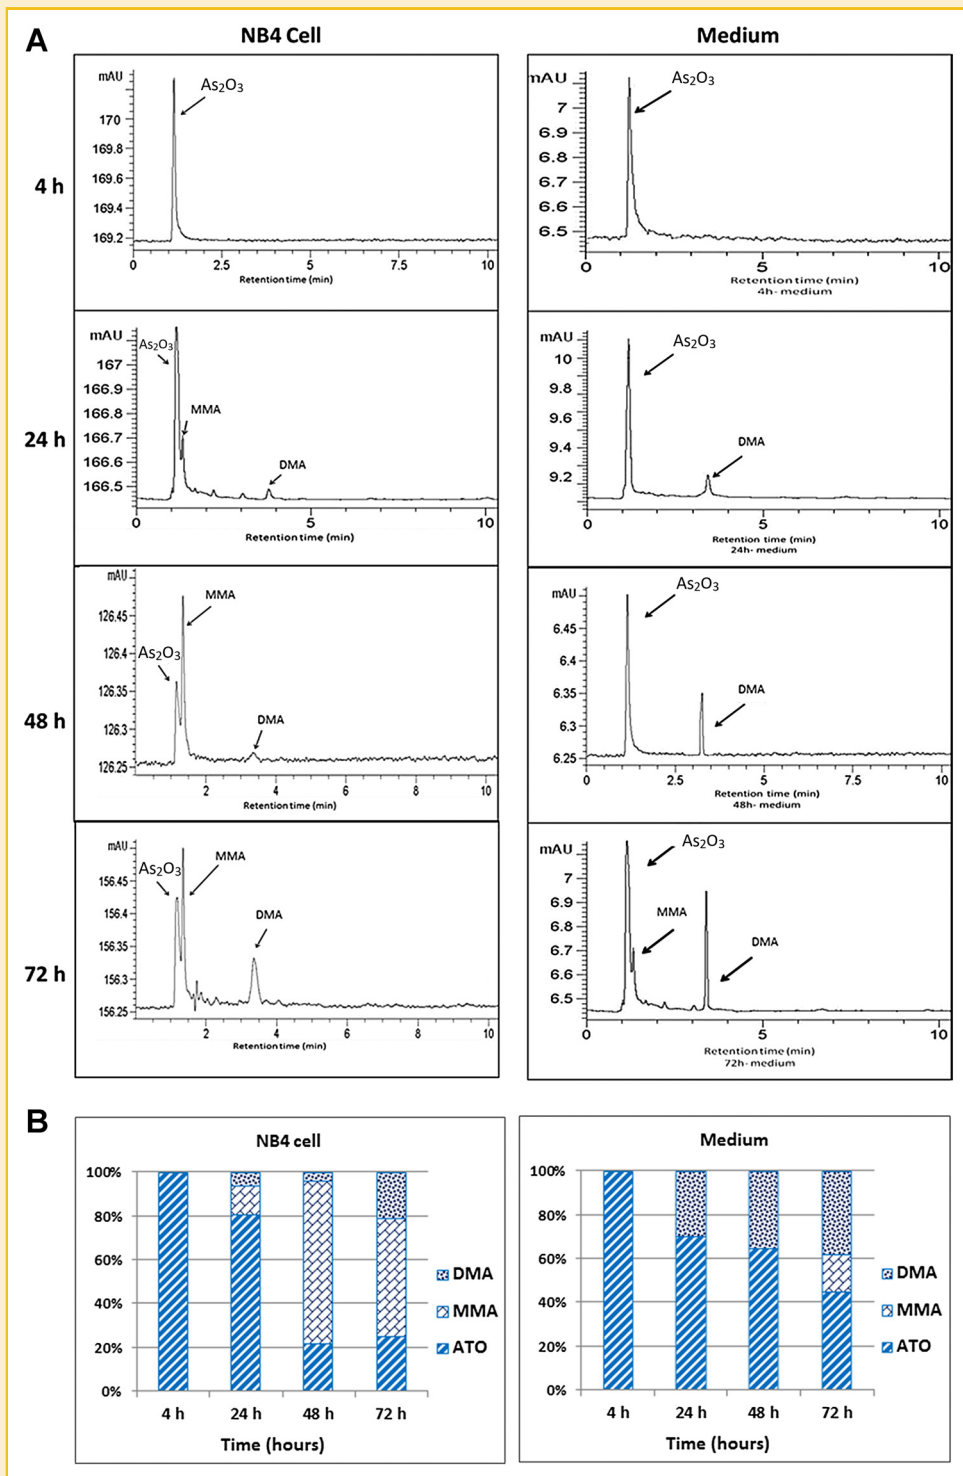 A
NB4 Cell
Medium
4 h
mAU
As₂O₃
170
169.8
169.6
169.4
169.2
0 2.5 5 7.5 10
Retention time (min)
mAU
As₂O₃
7
6.9
6.8
6.7
6.6
6.5
0 5 10
Retention time (min)
4h- medium
24 h
mAU
As₂O₃
167
166.9
MMA
166.8
166.7
DMA
166.6
166.5
0 5 10
Retention time (min)
mAU
As₂O₃
10
9.8
9.6
DMA
9.4
9.2
0 5 10
Retention time (min)
24h- medium
48 h
mAU
MMA
126.45
As₂O₃
126.4
126.35
DMA
126.3
126.25
2 4 6 8 10
Retention time (min)
mAU
As₂O₃
6.45
6.4
DMA
6.35
6.3
6.25
0 2.5 5 7.5 10
Retention time (min)
48h- medium
72 h
mAU
MMA
As₂O₃
156.45
DMA
156.4
156.35
156.3
156.25
2 4 6 8 10
Retention time (min)
mAU
As₂O₃
7
6.9
MMA
6.8
DMA
6.7
6.6
6.5
0 5 10
Retention time (min)
72h- medium
B
NB4 cell
100%
80%
60%
40%
20%
0%
DMA
MMA
ATO
4 h 24 h 48 h 72 h
Time (hours)
Medium
100%
80%
60%
40%
20%
0%
DMA
MMA
ATO
4 h 24 h 48 h 72 h
Time (hours)